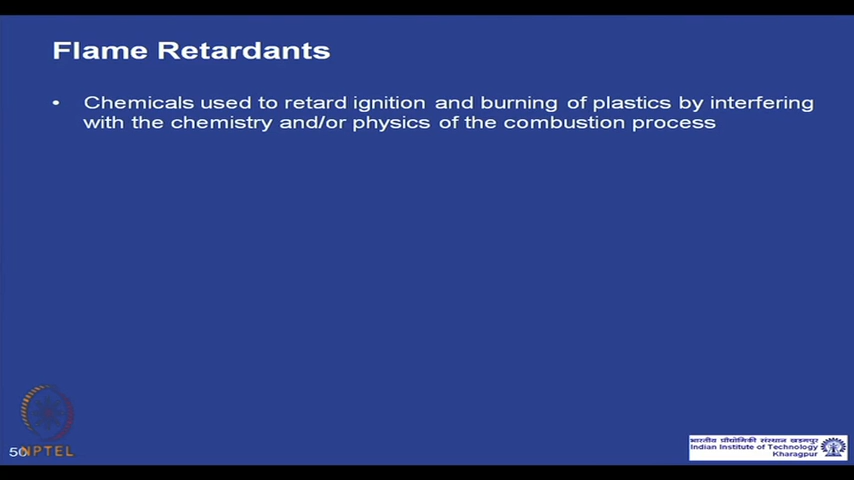 Flame Retardants
• Chemicals used to retard ignition and burning of plastics by interfering
with the chemistry and/or physics of the combustion process
भारतीय प्रौद्योगिकी संस्थान खड़गपुर
Indian Institute of Technology
Kharagpur
50
NPTEL